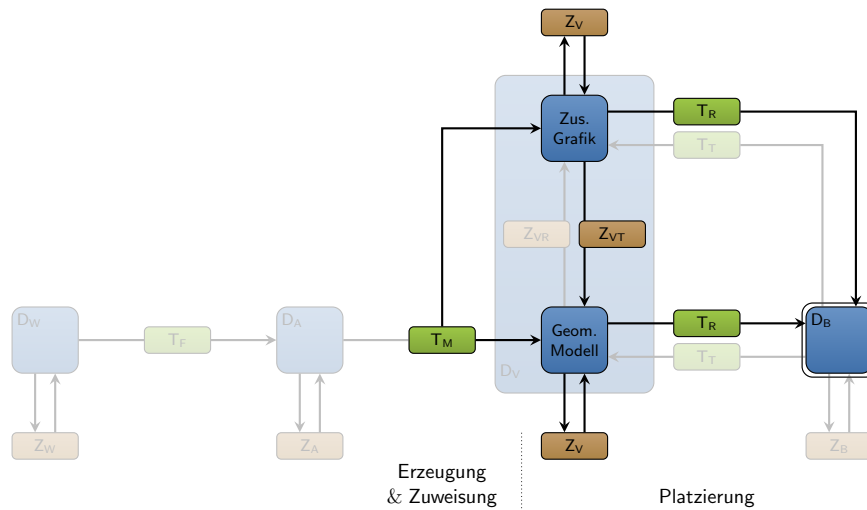 Z_V
Zus.
Grafik
T_R
T_T
Z_VR
Z_VT
D_W
T_F
D_A
T_M
Geom.
Modell
D_V
T_R
T_T
D_B
Z_W
Z_A
Z_V
Z_B
Erzeugung
& Zuweisung
Platzierung